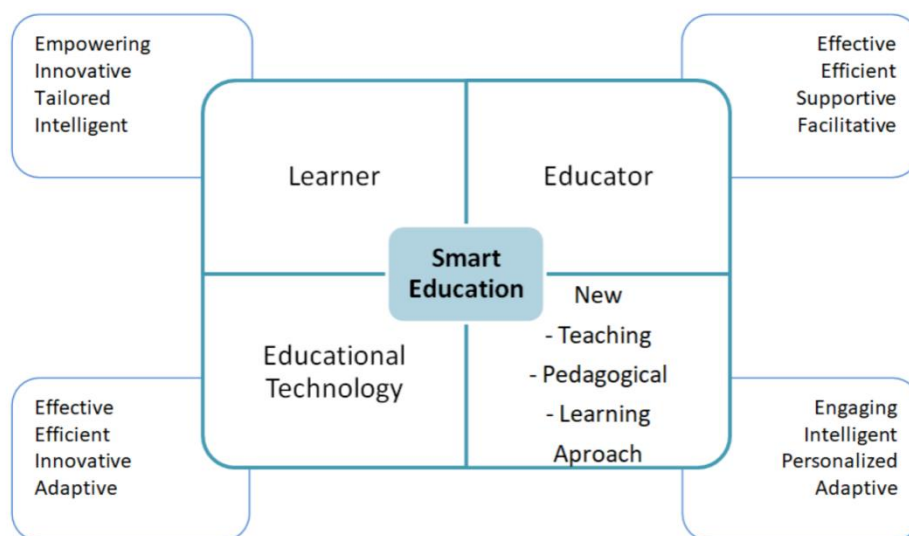 Empowering
Innovative
Tailored
Intelligent
Effective
Efficient
Supportive
Facilitative
Learner
Educator
Smart
Education
Educational
Technology
New
- Teaching
- Pedagogical
- Learning
Aproach
Effective
Efficient
Innovative
Adaptive
Engaging
Intelligent
Personalized
Adaptive